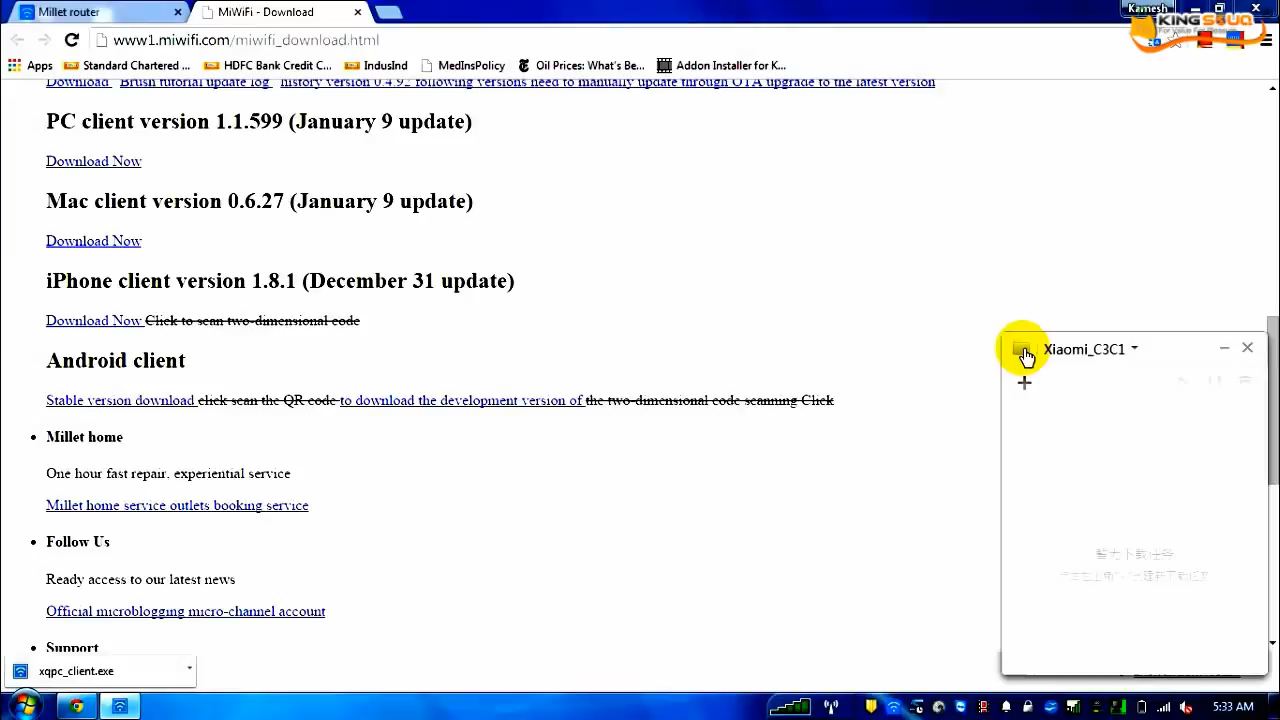 Millet router
MiWiFi - Download
Kamesh
KING
www1.miwifi.com/miwifi_download.html
Apps
Standard Chartered ...
HDFC Bank Credit C...
IndusInd
MedInsPolicy
Oil Prices: What's Be...
Addon Installer for K...
Download Brush tutorial update log history version 0.4.92 following versions need to manually update through OTA upgrade to the latest version
PC client version 1.1.599 (January 9 update)
Download Now
Mac client version 0.6.27 (January 9 update)
Download Now
iPhone client version 1.8.1 (December 31 update)
Download Now Click to scan two-dimensional code
Android client
Stable version download click scan the QR code to download the development version of the two-dimensional code scanning Click
Millet home
One hour fast repair, experiential service
Millet home service outlets booking service
Follow Us
Ready access to our latest news
Official microblogging micro-channel account
Support
Xiaomi_C3C1
暂无下载任务
xqpc_client.exe
5:33 AM